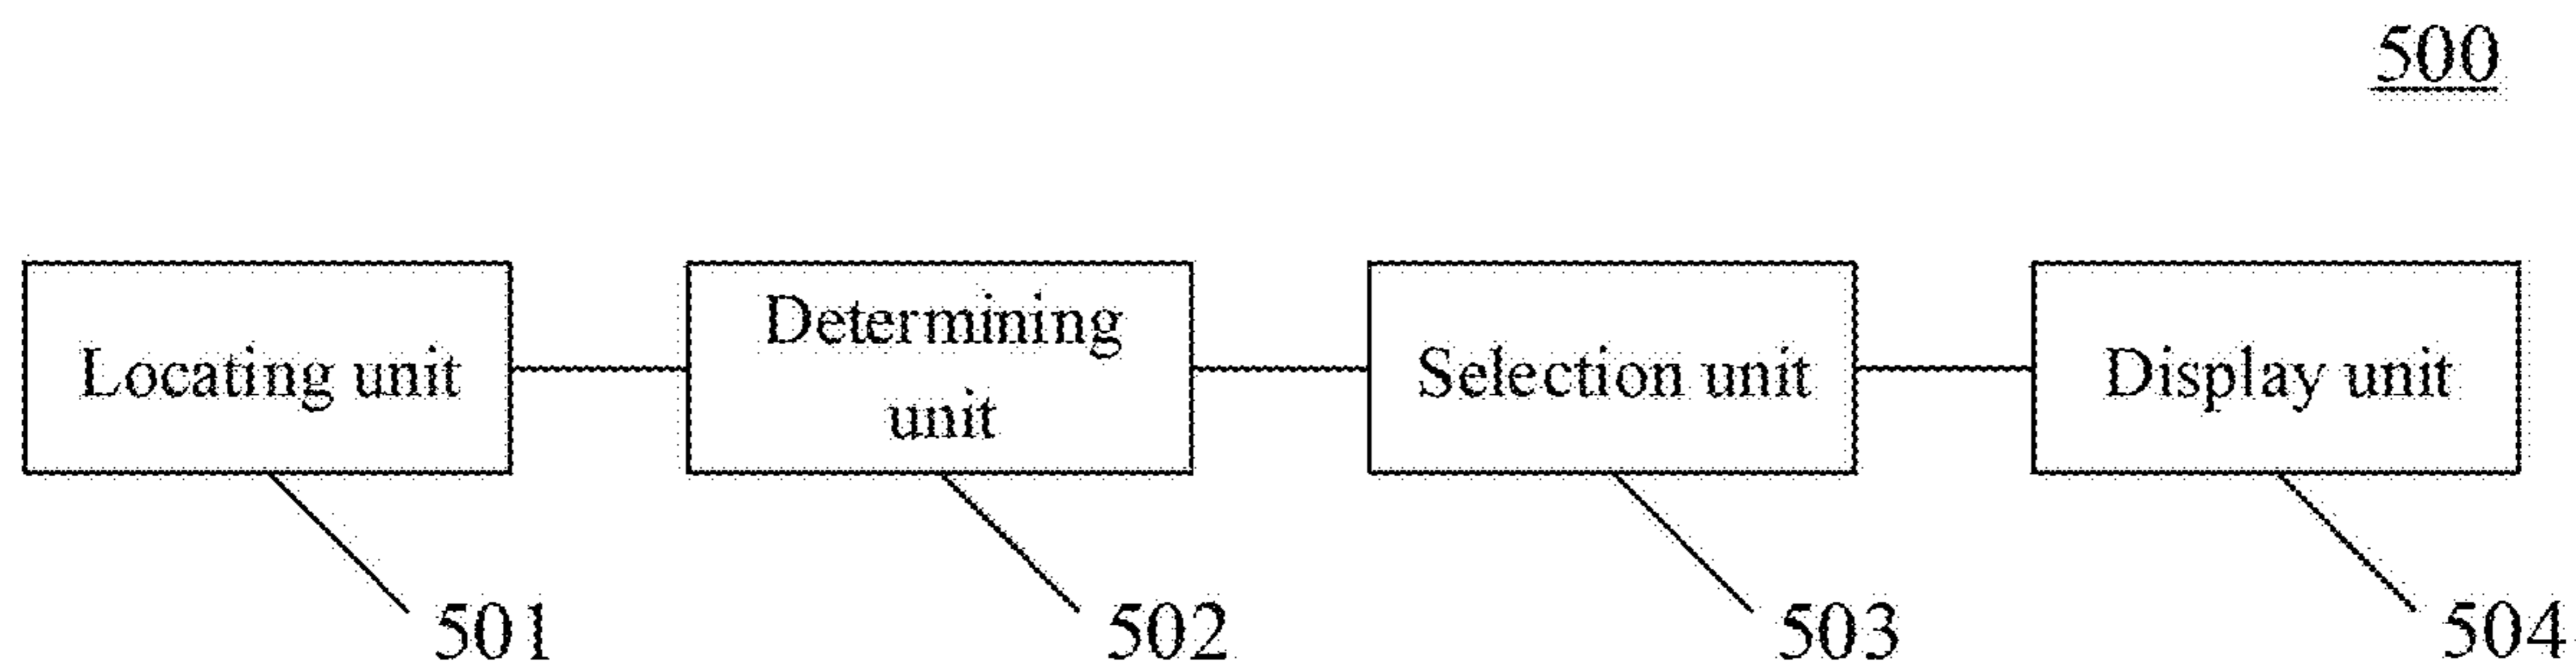 500
Locating unit
Determining
unit
Selection unit
Display unit
501
502
503
504